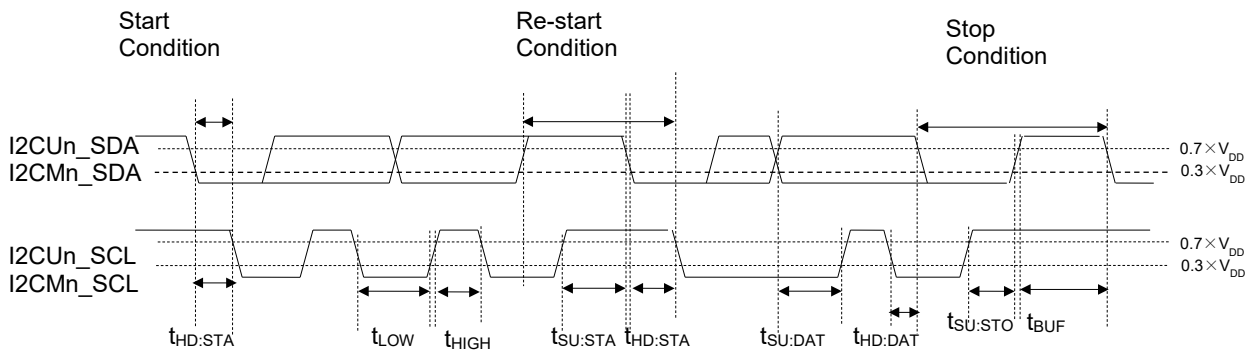 Start
Condition
Re-start
Condition
Stop
Condition
I2CUn_SDA
I2CMn_SDA
0.7×VDD
0.3×VDD
I2CUn_SCL
I2CMn_SCL
0.7×VDD
0.3×VDD
tHD:STA
tLOW
tHIGH
tSU:STA
tHD:STA
tSU:DAT
tHD:DAT
tSU:STO
tBUF